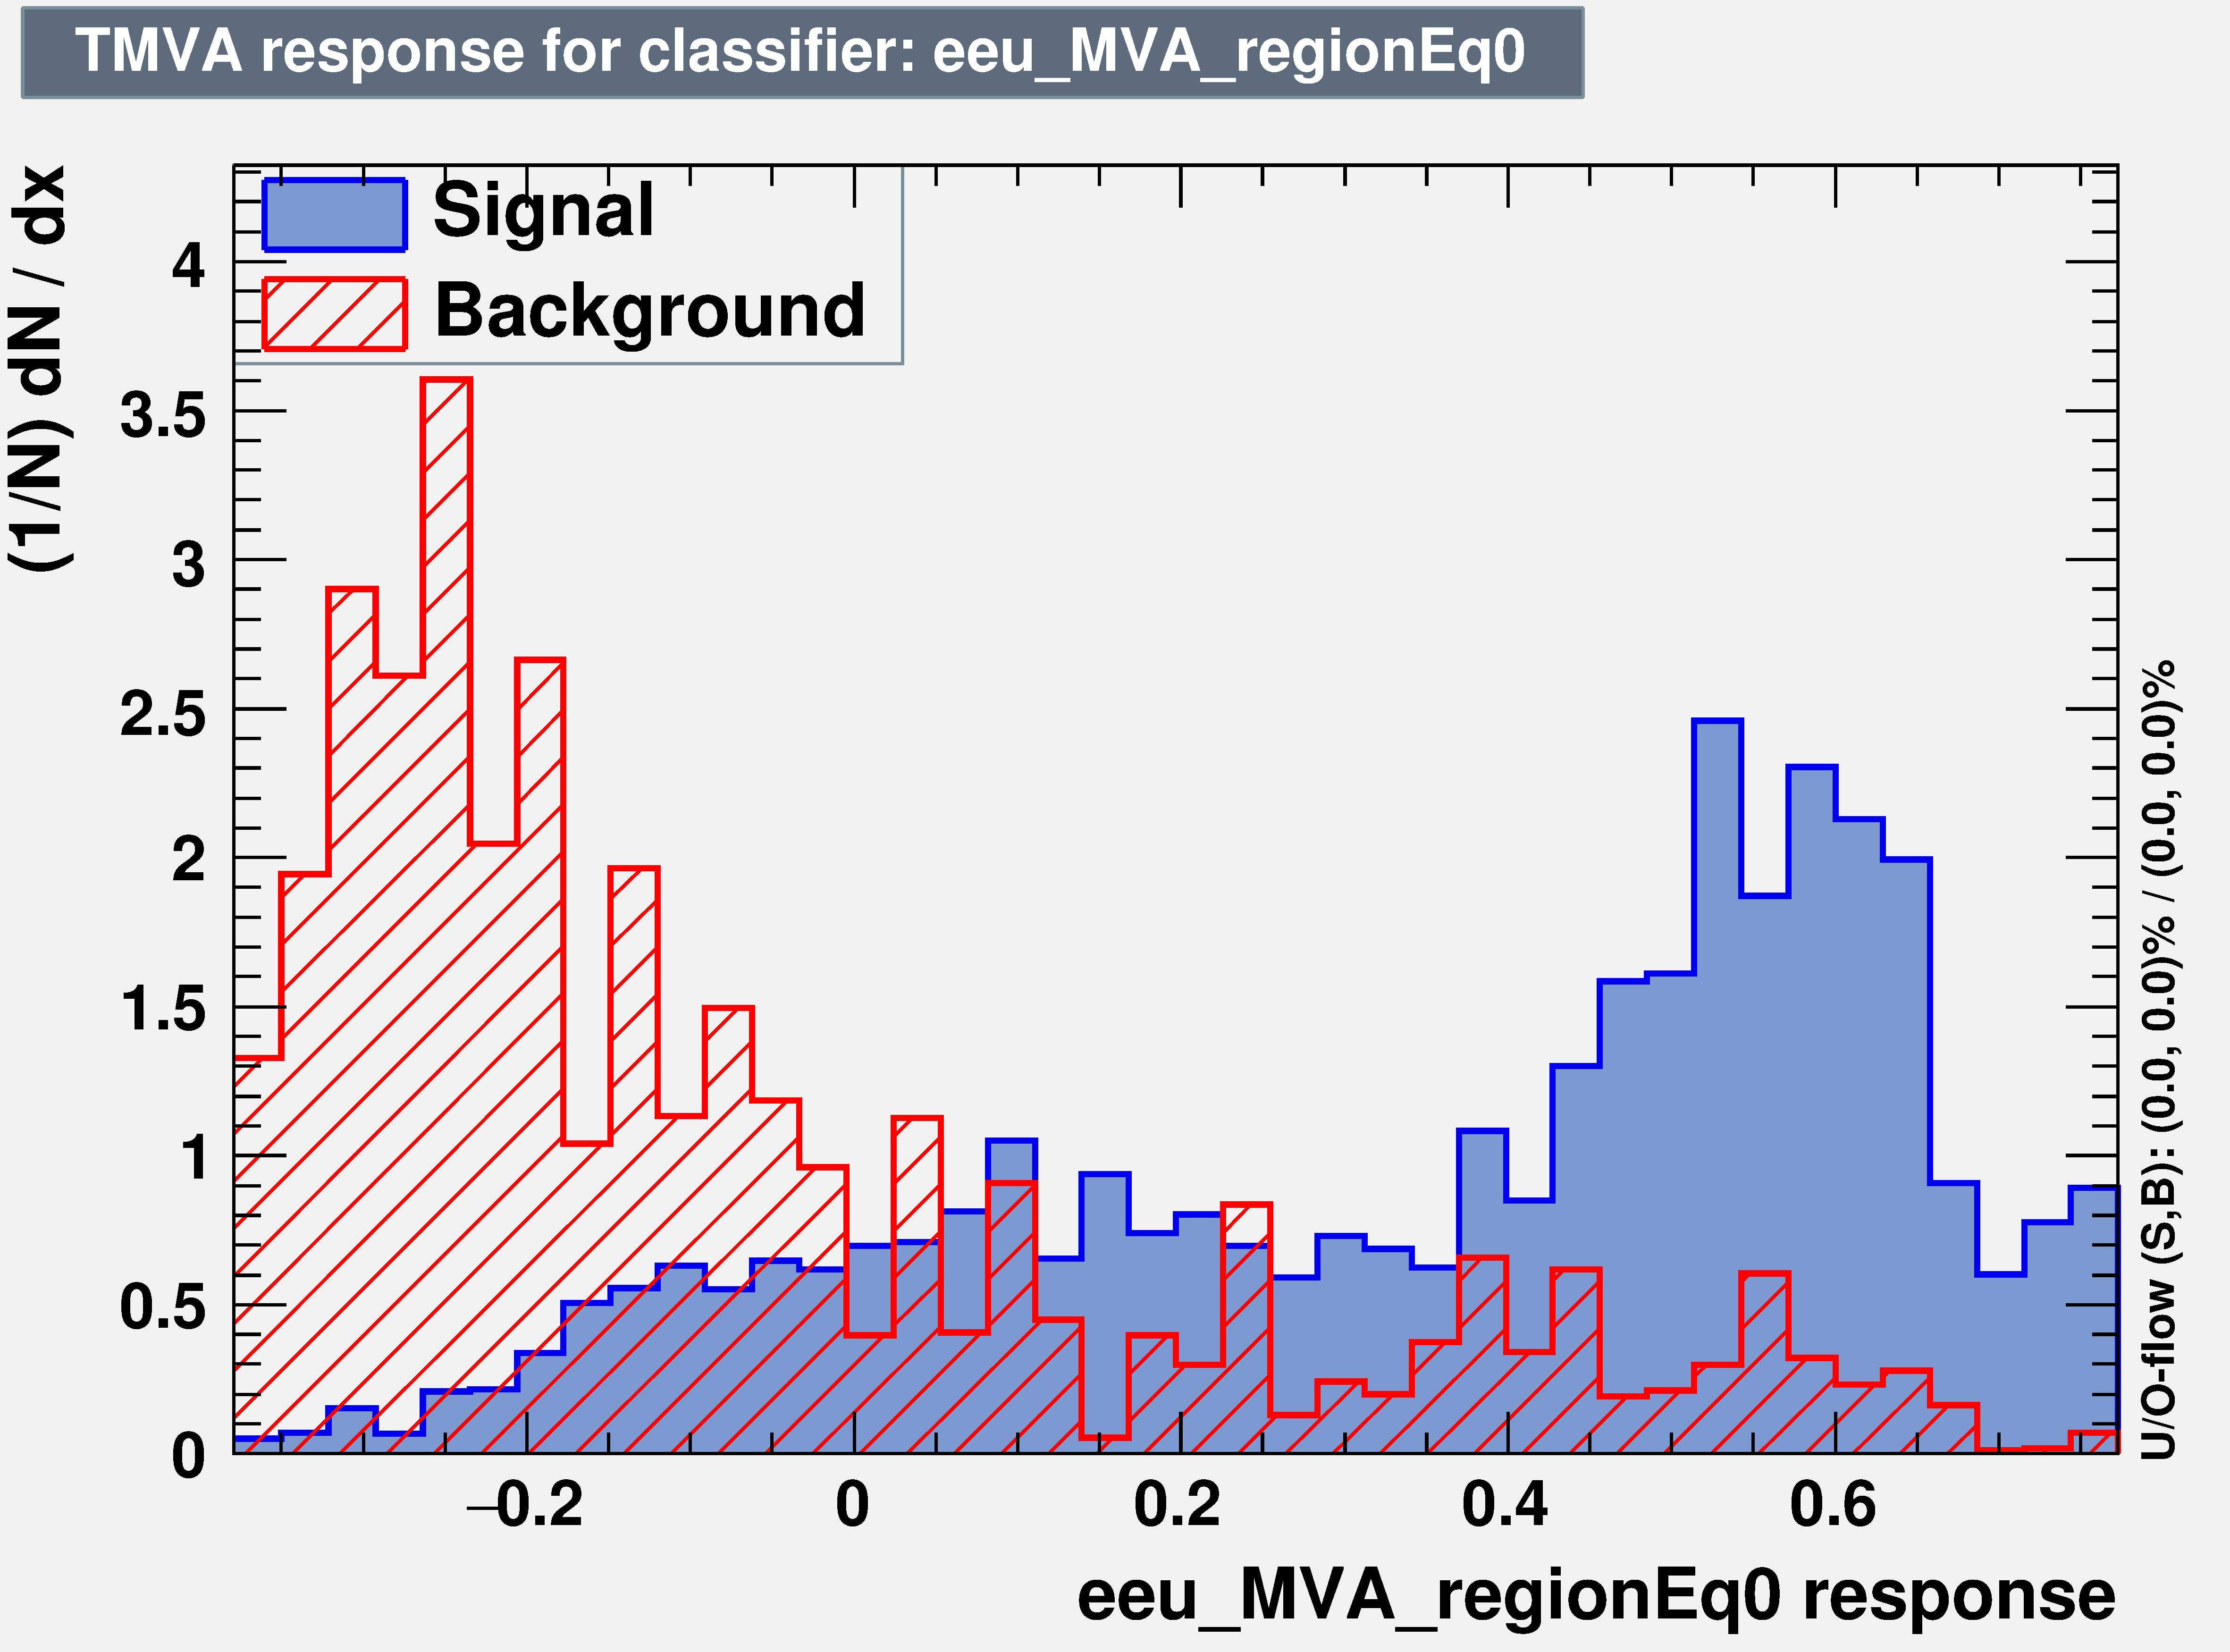 TMVA response for classifier: eeu_MVA_regionEq0
(1/N) dN / dx
Signal
Background
4
3.5
3
2.5
2
1.5
1
0.5
0
−0.2 0 0.2 0.4 0.6
eeu_MVA_regionEq0 response
U/O-flow (S,B): (0.0, 0.0)% / (0.0, 0.0)%